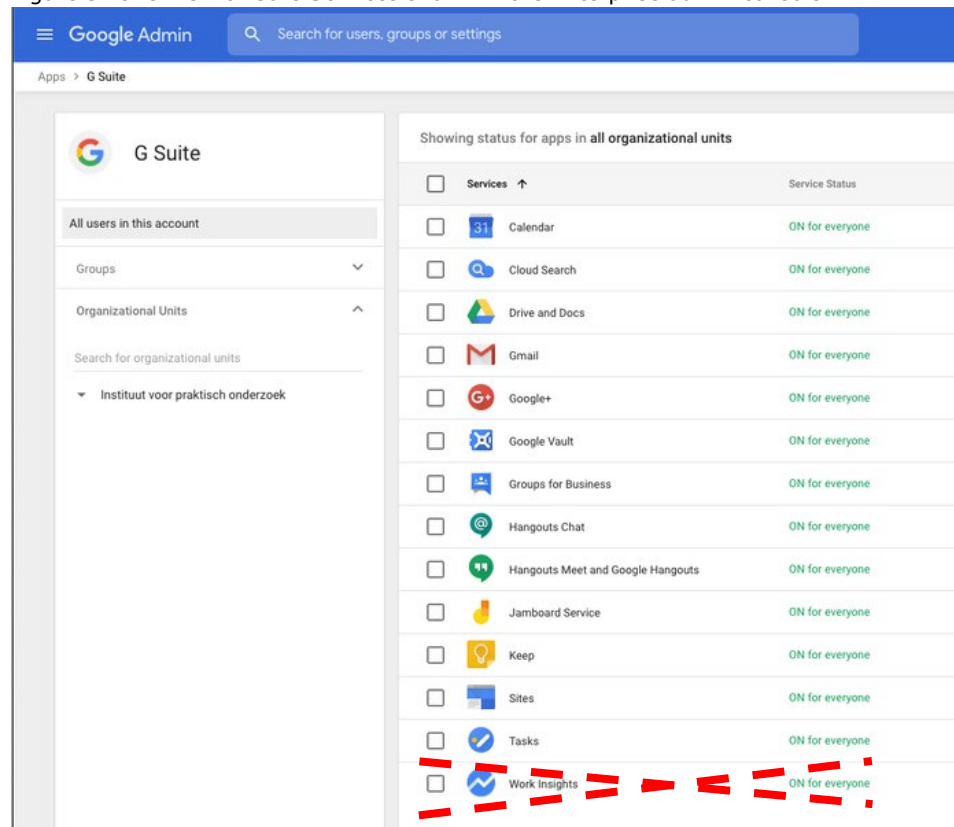 Google Admin
Search for users, groups or settings
Apps > G Suite
G Suite
All users in this account
Groups
Organizational Units
Search for organizational units
Instituut voor praktisch onderzoek
Showing status for apps in all organizational units
Services ↑ Service Status
31 Calendar ON for everyone
Cloud Search ON for everyone
Drive and Docs ON for everyone
Gmail ON for everyone
G+ Google+ ON for everyone
Google Vault ON for everyone
Groups for Business ON for everyone
Hangouts Chat ON for everyone
Hangouts Meet and Google Hangouts ON for everyone
Jamboard Service ON for everyone
Keep ON for everyone
Sites ON for everyone
Tasks ON for everyone
Work Insights ON for everyone